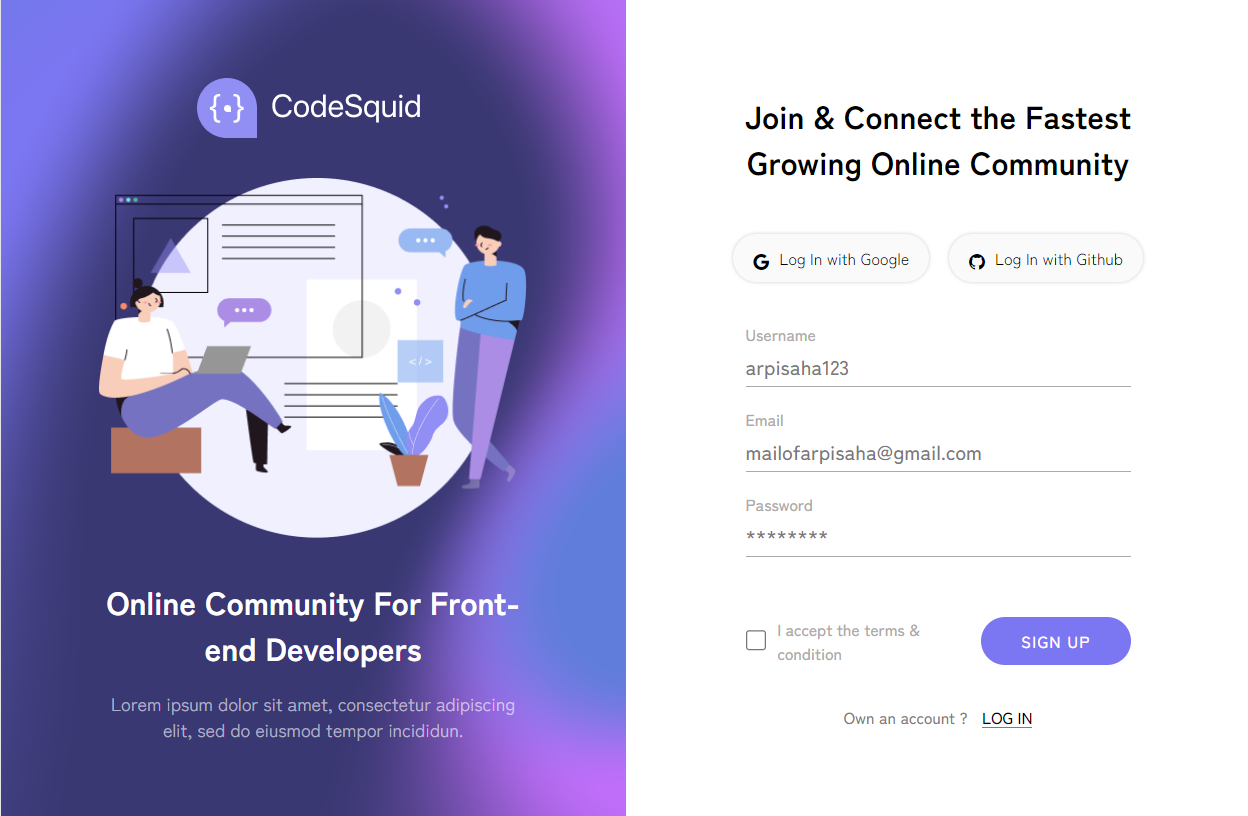 {•} CodeSquid
</>
Online Community For Front-
end Developers
Lorem ipsum dolor sit amet, consectetur adipiscing
elit, sed do eiusmod tempor incididun.
Join & Connect the Fastest
Growing Online Community
G Log In with Google
Log In with Github
Username
arpisaha123
Email
mailofarpisaha@gmail.com
Password
********
I accept the terms &
condition
SIGN UP
Own an account ? LOG IN